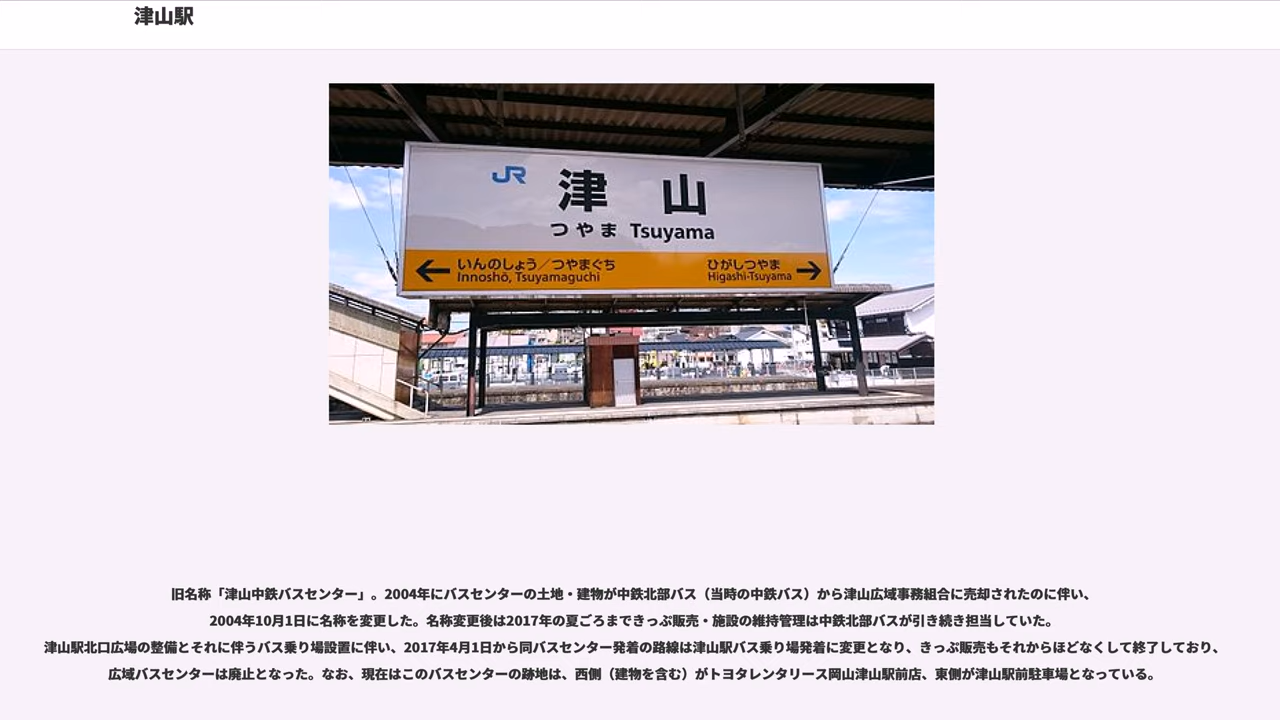 津山駅
JR
津 山
つやま Tsuyama
← いんのしょう／つやまぐち
Innoshō, Tsuyamaguchi
ひがしつやま →
Higashi-Tsuyama
旧名称「津山中鉄バスセンター」。2004年にバスセンターの土地・建物が中鉄北部バス（当時の中鉄バス）から津山広域事務組合に売却されたのに伴い、
2004年10月1日に名称を変更した。名称変更後は2017年の夏ごろまできっぷ販売・施設の維持管理は中鉄北部バスが引き続き担当していた。
津山駅北口広場の整備とそれに伴うバス乗り場設置に伴い、2017年4月1日から同バスセンター発着の路線は津山駅バス乗り場発着に変更となり、きっぷ販売もそれからほどなくして終了しており、
広域バスセンターは廃止となった。なお、現在はこのバスセンターの跡地は、西側（建物を含む）がトヨタレンタリース岡山津山駅前店、東側が津山駅前駐車場となっている。